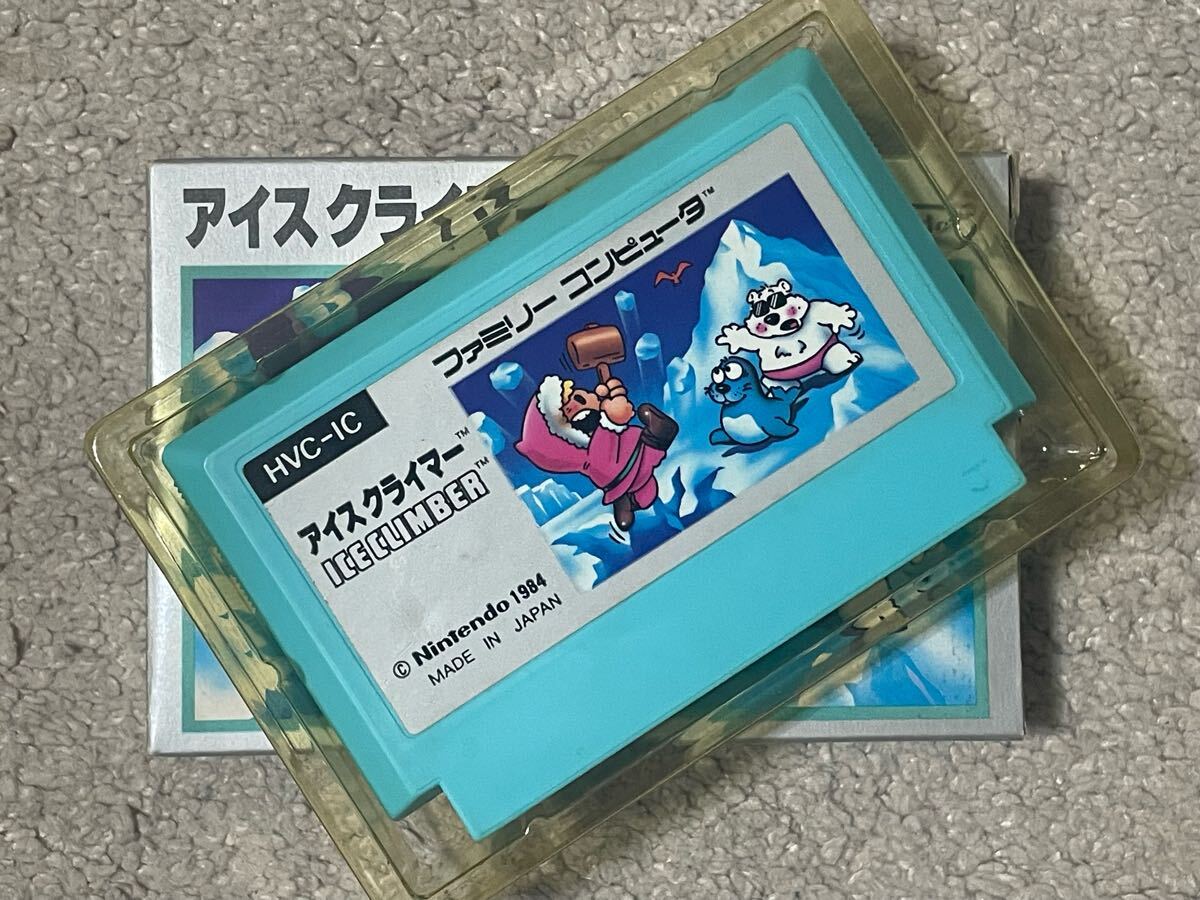 アイスクライマ
ファミリー コンピュータ™
HVC-IC
アイスクライマー™
ICE CLIMBER™
© Nintendo 1984
MADE IN JAPAN